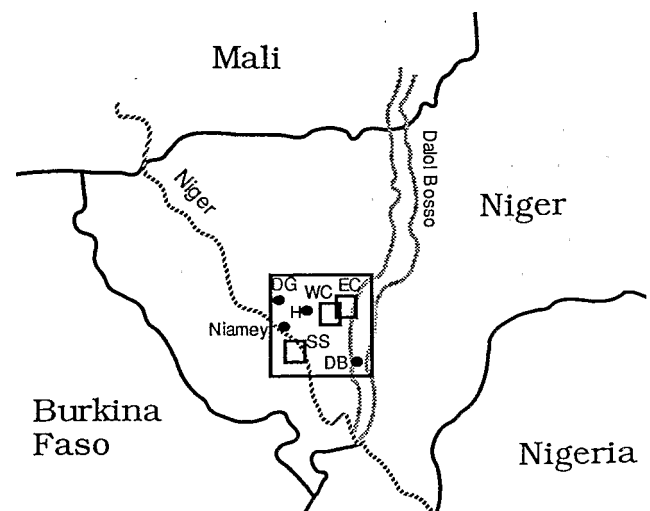 Mali
Niger
Dalol Bosso
Niger
DG
WC
EC
H
Niamey
SS
DB
Burkina
Faso
Nigeria